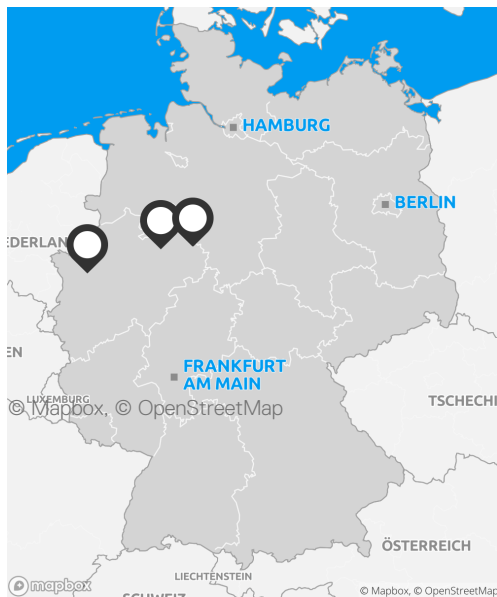 HAMBURG
BERLIN
EDERLAN
EN
FRANKFURT
AM MAIN
LUXEMBURG
© Mapbox, © OpenStreetMap
TSCHECHI
ÖSTERREICH
LIECHTENSTEIN
SCHWEIZ
mapbox
© Mapbox, © OpenStreetMap